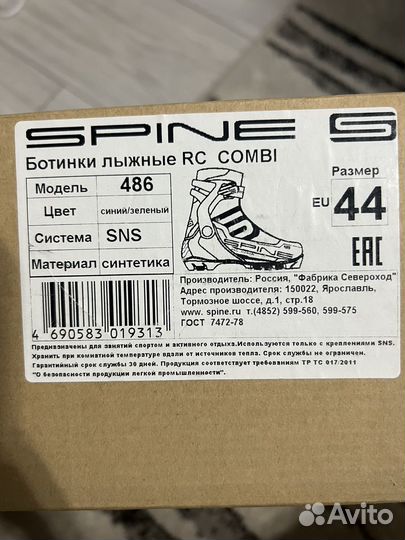 SPINE S
Ботинки лыжные RC COMBI
Размер
Модель 486
EU 44
Цвет синий/зеленый
Система SNS
Материал синтетика
EAC
Производитель: Россия, "Фабрика Североход"
Адрес производителя: 150022, Ярославль,
Тормозное шоссе, д.1, стр.18
www. spine.ru т.(4852) 599-560, 599-575
ГОСТ 7472-78
4 690583 019313
Предназначены для занятий спортом и активного отдыха.Используются только с креплениями SNS.
Хранить при комнатной температуре вдали от источников тепла. Срок службы не ограничен.
Гарантийный срок службы 30 дней. Продукция соответствует требованиям ТР ТС 017/2011
"О безопасности продукции легкой промышленности".
Avito